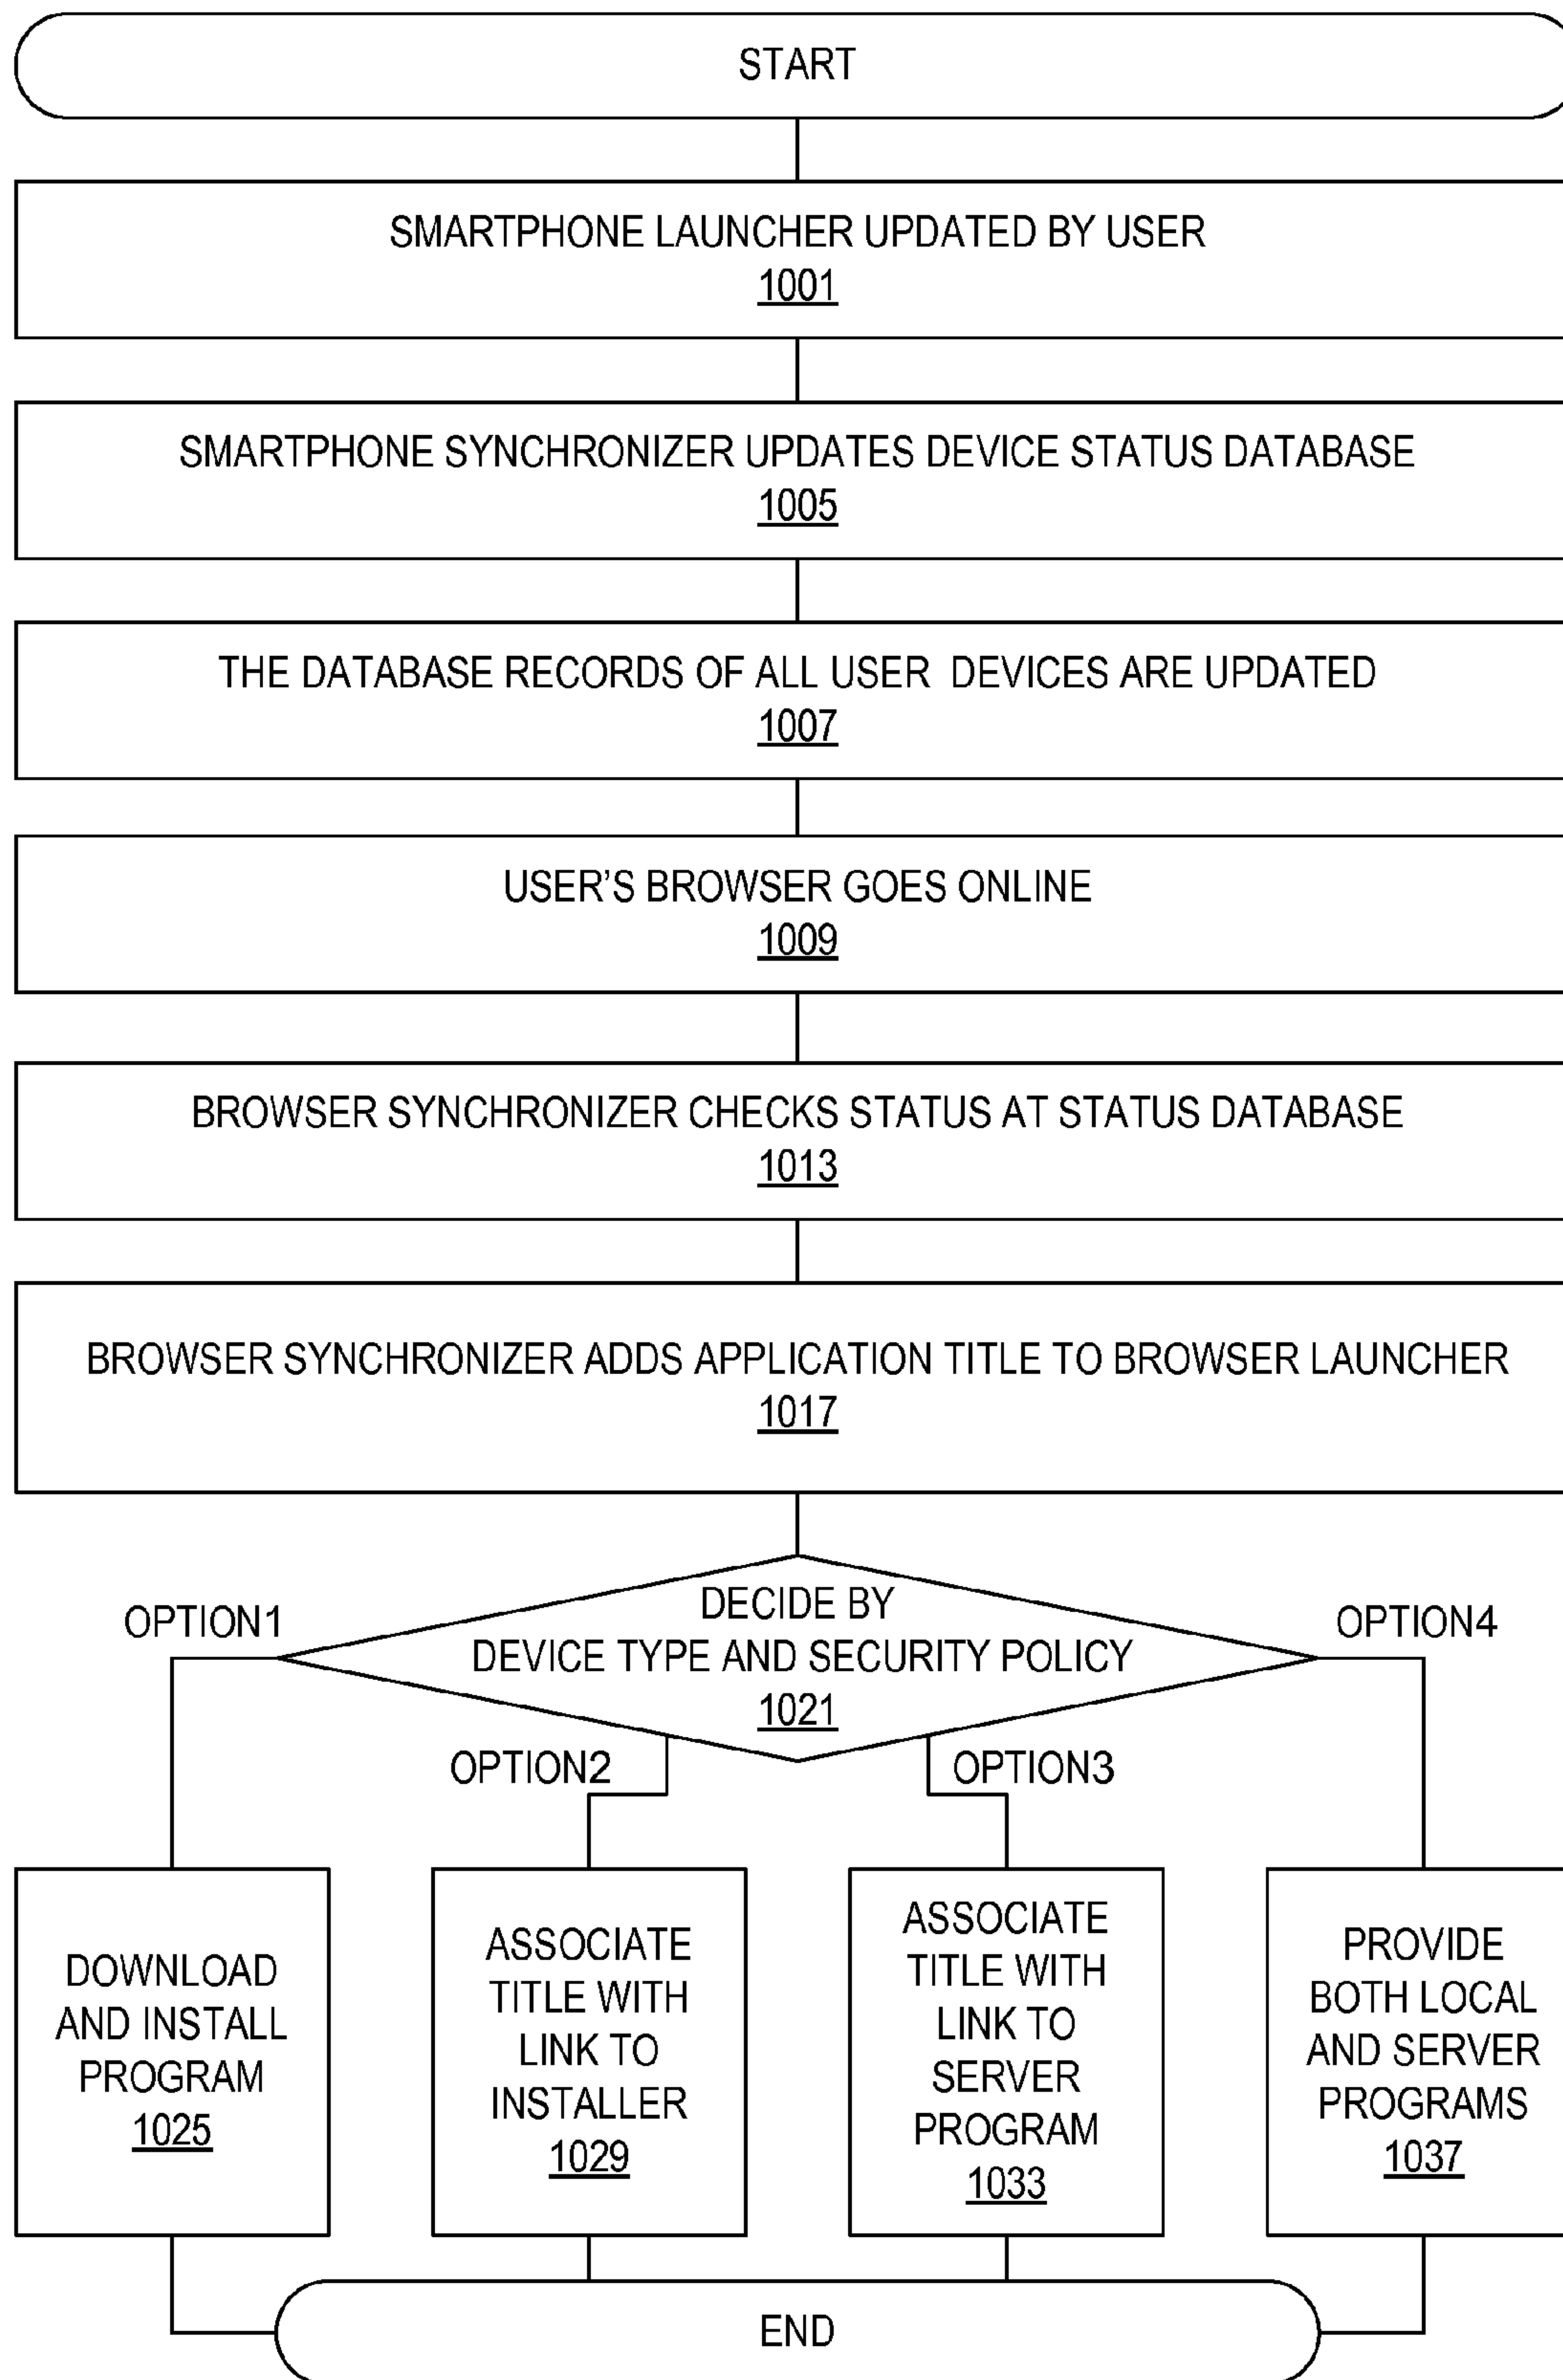 START
SMARTPHONE LAUNCHER UPDATED BY USER
1001
SMARTPHONE SYNCHRONIZER UPDATES DEVICE STATUS DATABASE
1005
THE DATABASE RECORDS OF ALL USER DEVICES ARE UPDATED
1007
USER'S BROWSER GOES ONLINE
1009
BROWSER SYNCHRONIZER CHECKS STATUS AT STATUS DATABASE
1013
BROWSER SYNCHRONIZER ADDS APPLICATION TITLE TO BROWSER LAUNCHER
1017
DECIDE BY
DEVICE TYPE AND SECURITY POLICY
1021
OPTION1
OPTION2
OPTION3
OPTION4
DOWNLOAD
AND INSTALL
PROGRAM
1025
ASSOCIATE
TITLE WITH
LINK TO
INSTALLER
1029
ASSOCIATE
TITLE WITH
LINK TO
SERVER
PROGRAM
1033
PROVIDE
BOTH LOCAL
AND SERVER
PROGRAMS
1037
END